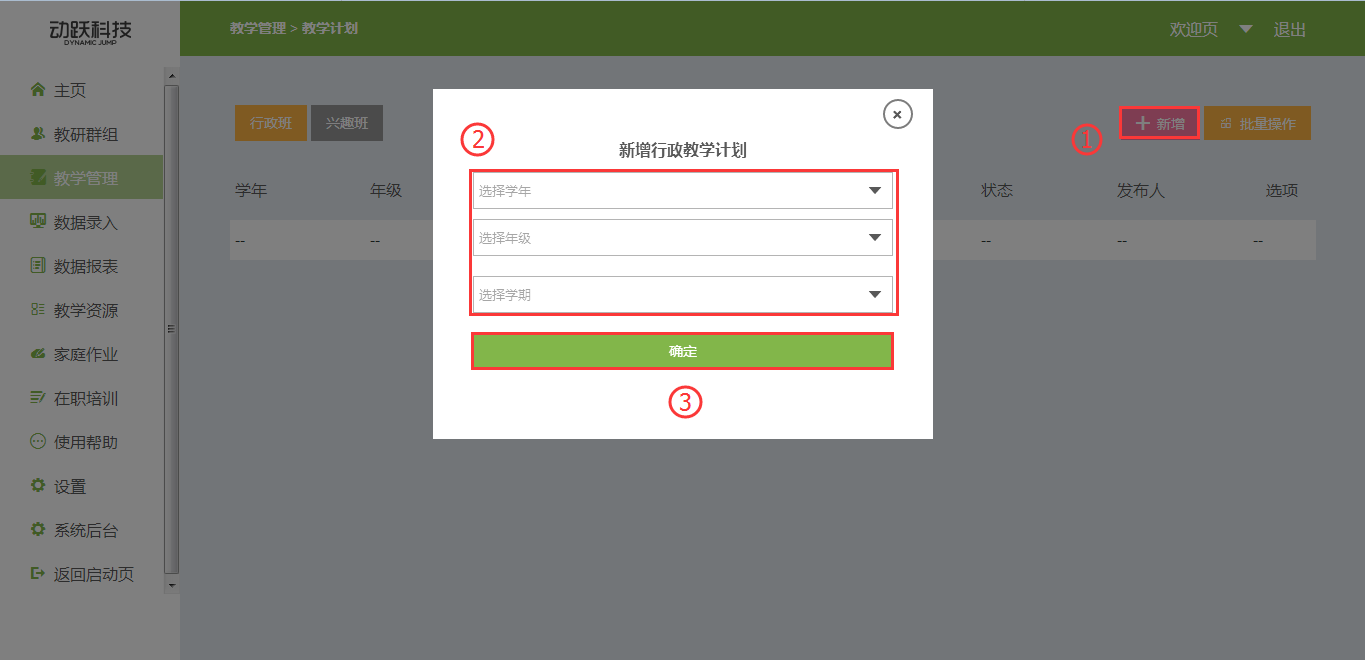 动跃科技
DYNAMIC JUMP
教学管理 > 教学计划
欢迎页
退出
主页
教研群组
教学管理
数据录入
数据报表
教学资源
家庭作业
在职培训
使用帮助
设置
系统后台
返回启动页
行政班
兴趣班
①
新增
批量操作
学年
年级
状态
发布人
选项
--
--
--
--
--
②
新增行政教学计划
选择学年
选择年级
选择学期
确定
③